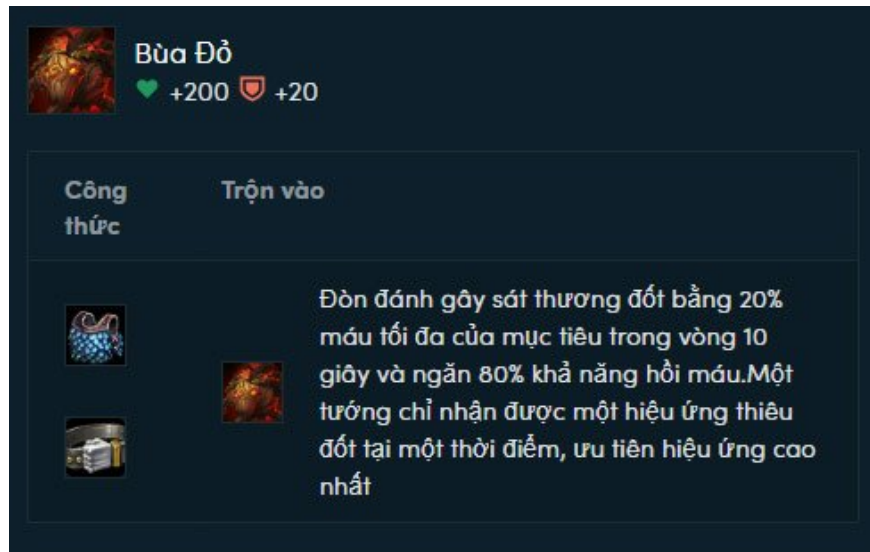 Bùa Đỏ
+200 +20
Công thức
Trộn vào
Đòn đánh gây sát thương đốt bằng 20%
máu tối đa của mục tiêu trong vòng 10
giây và ngăn 80% khả năng hồi máu.Một
tướng chỉ nhận được một hiệu ứng thiêu
đốt tại một thời điểm, ưu tiên hiệu ứng cao
nhất